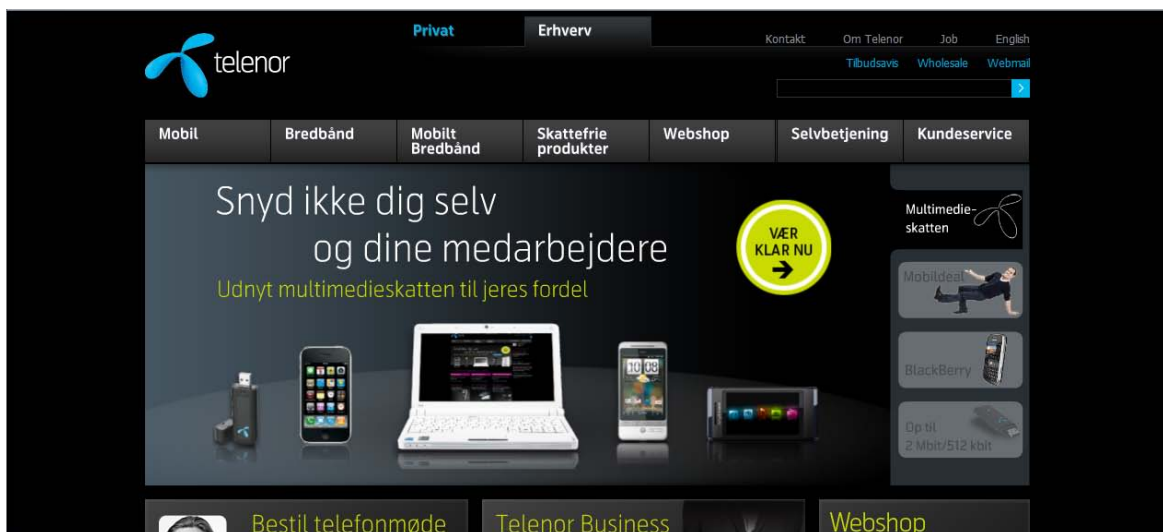 Privat
Erhverv
Kontakt Om Telenor Job English
telenor
Tilbudsavis Wholesale Webmail
Mobil
Bredbånd
Mobilt
Bredbånd
Skattefrie
produkter
Webshop
Selvbetjening
Kundeservice
Snyd ikke dig selv
og dine medarbejdere
Udnyt multimedieskatten til jeres fordel
VÆR
KLAR NU
Multimedie-
skatten
Mobildeal
BlackBerry
Op til
2 Mbit/512 kbit
10 08
Bestil telefonmøde
Telenor Business
Webshop